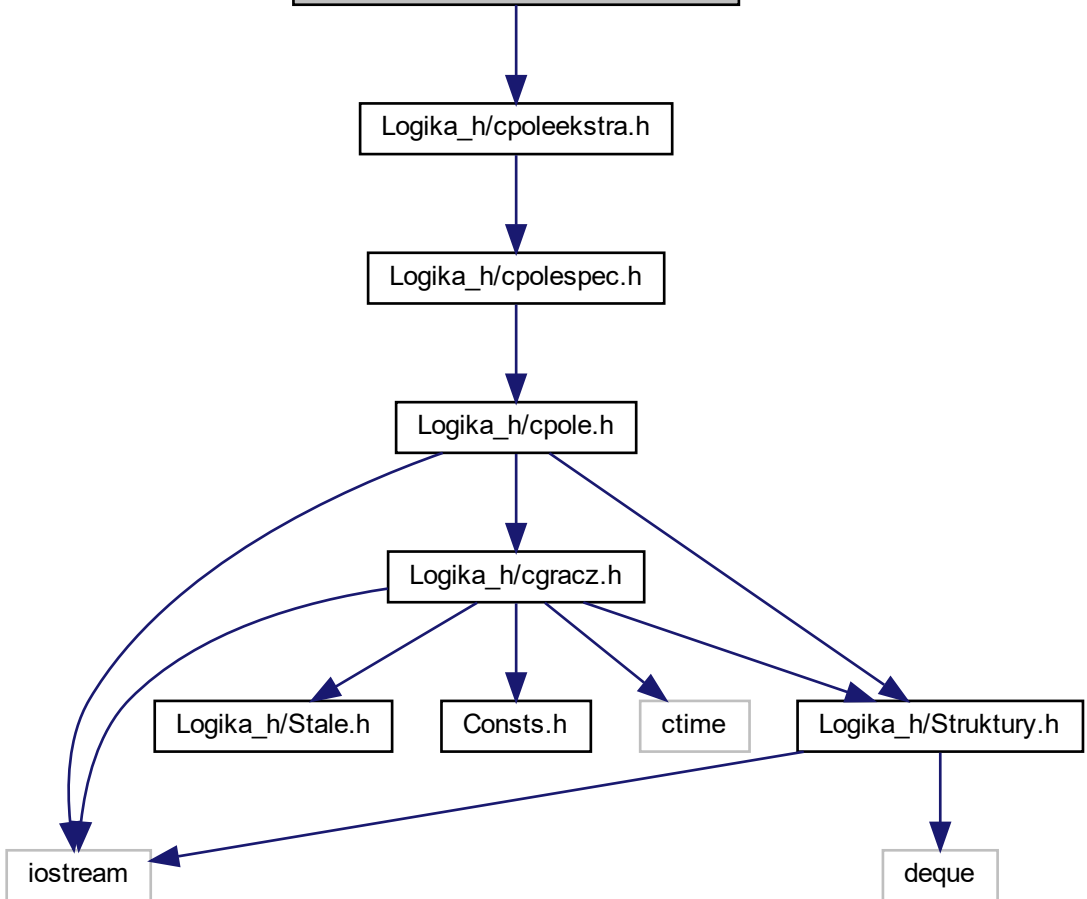 Logika_h/cpoleekstra.h
Logika_h/cpolespec.h
Logika_h/cpole.h
Logika_h/cgracz.h
Logika_h/Stale.h
Consts.h
ctime
Logika_h/Struktury.h
iostream
deque